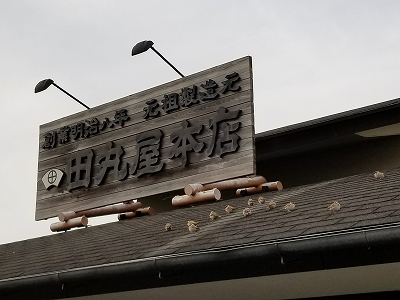 創業明治八年 元祖製造元
田丸屋本店